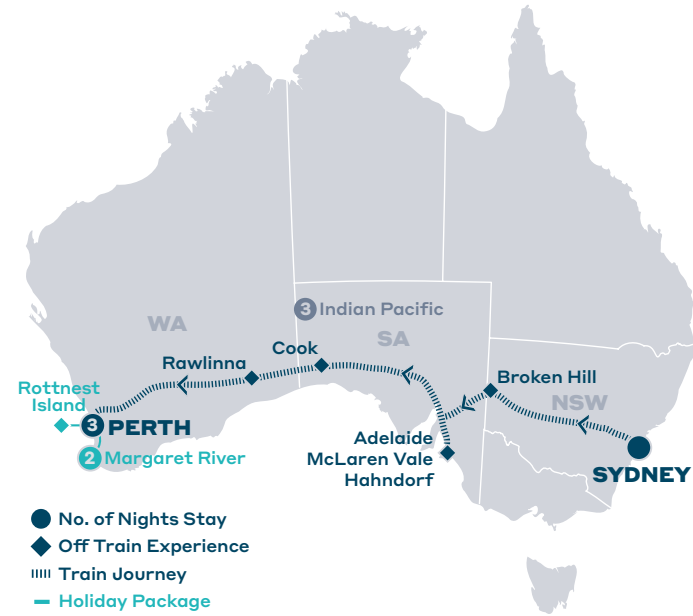 3 Indian Pacific
WA
SA
Cook
Rawlinna
Broken Hill
Rottnest
Island
NSW
3 PERTH
Adelaide
McLaren Vale
Hahndorf
2 Margaret River
SYDNEY
No. of Nights Stay
Off Train Experience
Train Journey
Holiday Package